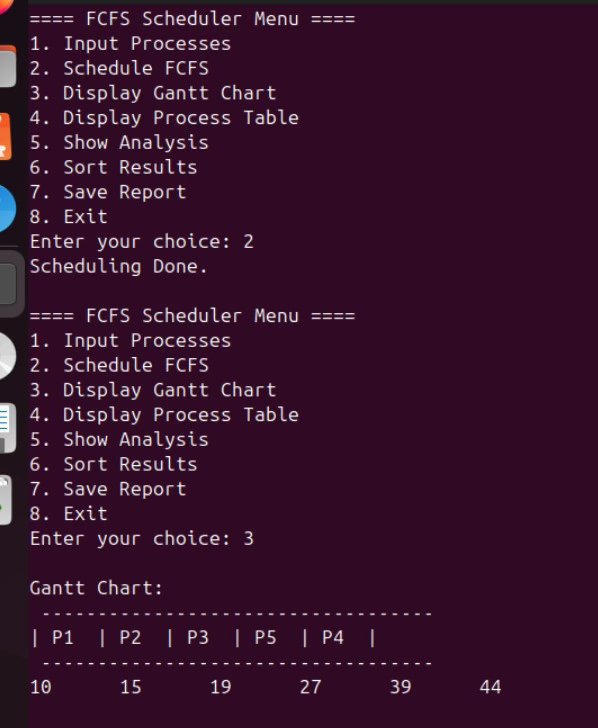 ==== FCFS Scheduler Menu ====
1. Input Processes
2. Schedule FCFS
3. Display Gantt Chart
4. Display Process Table
5. Show Analysis
6. Sort Results
7. Save Report
8. Exit
Enter your choice: 2
Scheduling Done.

==== FCFS Scheduler Menu ====
1. Input Processes
2. Schedule FCFS
3. Display Gantt Chart
4. Display Process Table
5. Show Analysis
6. Sort Results
7. Save Report
8. Exit
Enter your choice: 3

Gantt Chart:
 -----------------------------------
| P1  | P2  | P3  | P5  | P4  |
 -----------------------------------
10      15      19      27      39      44